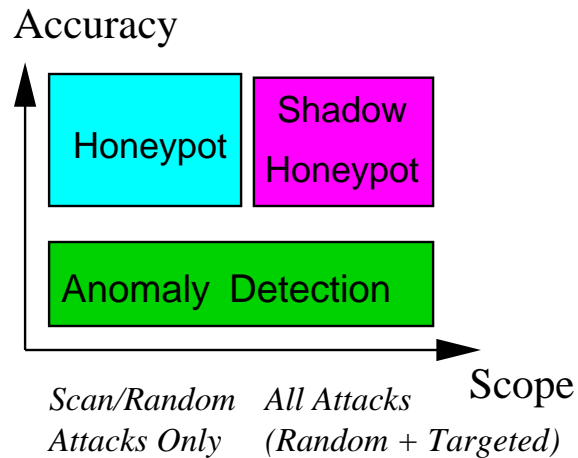 Accuracy
Honeypot
Shadow
Honeypot
Anomaly Detection
Scope
Scan/Random
Attacks Only
All Attacks
(Random + Targeted)